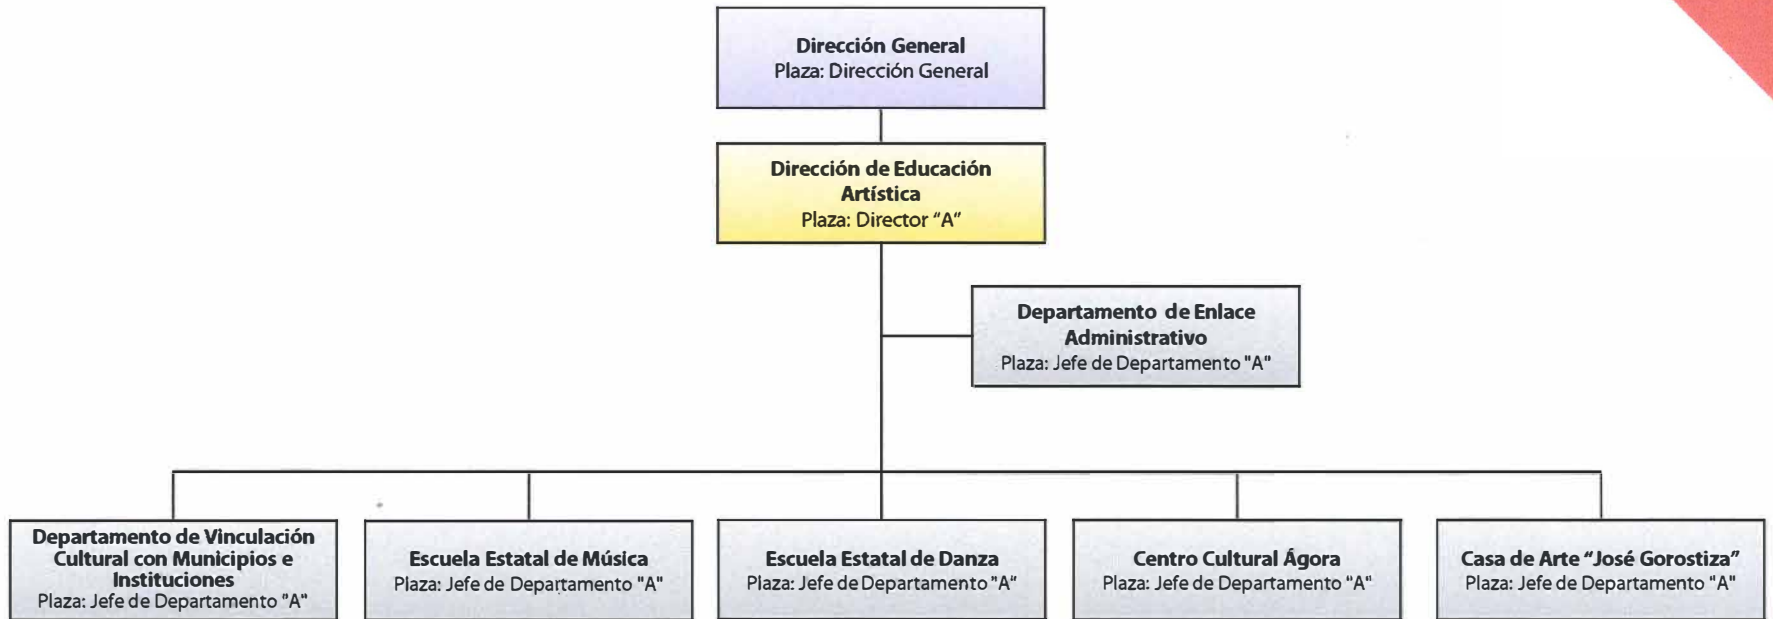 Dirección General
Plaza: Dirección General
Dirección de Educación
Artística
Plaza: Director “A”
Departamento de Enlace
Administrativo
Plaza: Jefe de Departamento "A"
Departamento de Vinculación
Cultural con Municipios e
Instituciones
Plaza: Jefe de Departamento "A"
Escuela Estatal de Música
Plaza: Jefe de Departamento "A"
Escuela Estatal de Danza
Plaza: Jefe de Departamento "A"
Centro Cultural Ágora
Plaza: Jefe de Departamento "A"
Casa de Arte “José Gorostiza”
Plaza: Jefe de Departamento "A"